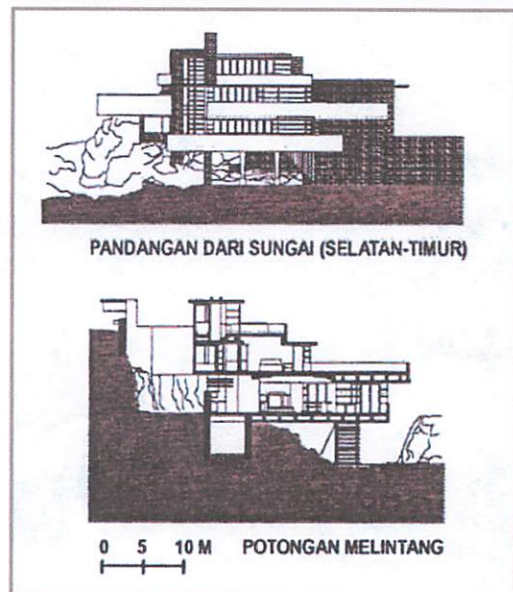 PANDANGAN DARI SUNGAI (SELATAN-TIMUR)
0 5 10 M POTONGAN MELINTANG